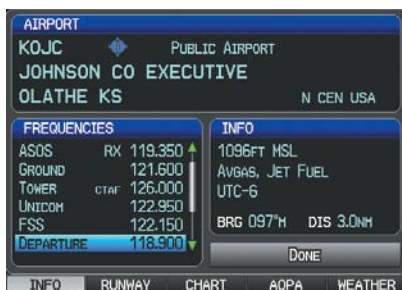 AIRPORT
KOJC PUBLIC AIRPORT
JOHNSON CO EXECUTIVE
OLATHE KS N CEN USA
FREQUENCIES
ASOS RX 119.350
GROUND 121.600
TOWER CTAF 126.000
UNICOM 122.950
FSS 122.150
DEPARTURE 118.900
INFO
1096FT MSL
AVGAS, JET FUEL
UTC-6
BRG 097°M DIS 3.0NM
DONE
INFO RUNWAY CHART AOPA WEATHER